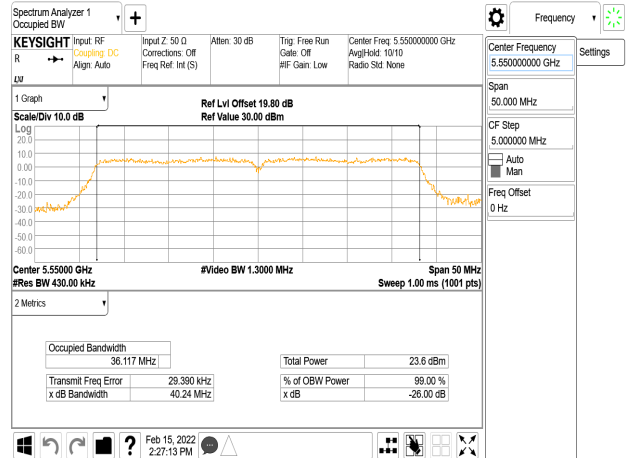 Spectrum Analyzer 1
Occupied BW
Frequency
KEYSIGHT
R
Input: RF
Coupling: DC
Align: Auto
Input Z: 50 Ω
Corrections: Off
Freq Ref: Int (S)
Atten: 30 dB
Trig: Free Run
Gate: Off
#IF Gain: Low
Center Freq: 5.550000000 GHz
Avg|Hold: 10/10
Radio Std: None
Center Frequency
5.550000000 GHz
Settings
Span
50.000 MHz
CF Step
5.000000 MHz
Auto
Man
Freq Offset
0 Hz
1 Graph
Scale/Div 10.0 dB
Ref Lvl Offset 19.80 dB
Ref Value 30.00 dBm
Log
20.0
10.0
0.00
-10.0
-20.0
-30.0
-40.0
-50.0
-60.0
Center 5.55000 GHz
#Res BW 430.00 kHz
#Video BW 1.3000 MHz
Span 50 MHz
Sweep 1.00 ms (1001 pts)
2 Metrics
Occupied Bandwidth
36.117 MHz
Total Power 23.6 dBm
Transmit Freq Error 29.390 kHz
% of OBW Power 99.00 %
x dB Bandwidth 40.24 MHz
x dB -26.00 dB
?
Feb 15, 2022
2:27:13 PM